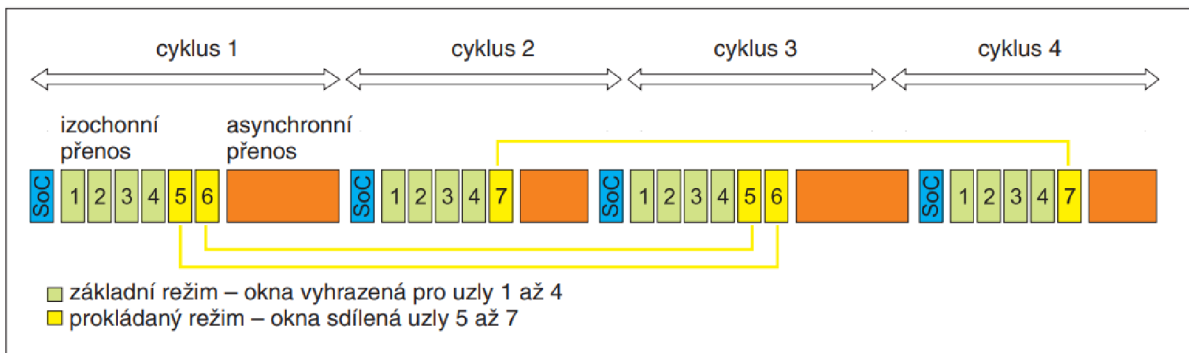 cyklus 1 cyklus 2 cyklus 3 cyklus 4
izochonní přenos
asynchronní přenos
SoC 1 2 3 4 5 6 SoC 1 2 3 4 7 SoC 1 2 3 4 5 6 SoC 1 2 3 4 7
základní režim – okna vyhrazená pro uzly 1 až 4
prokládaný režim – okna sdílená uzly 5 až 7